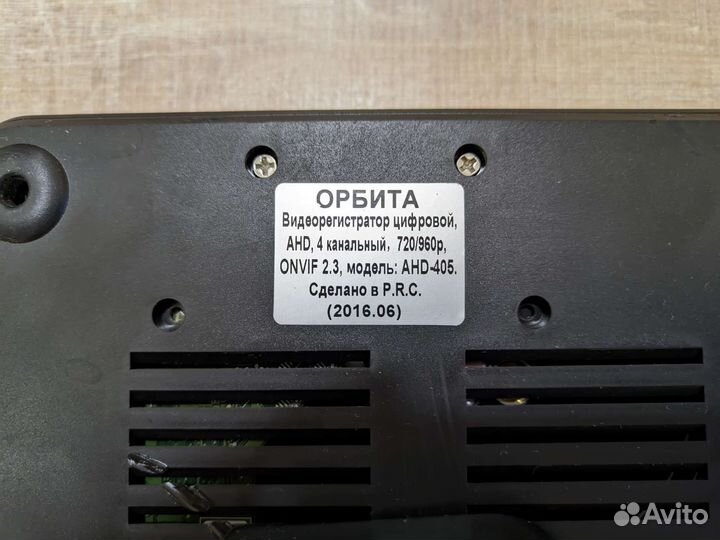 ОРБИТА
Видеорегистратор цифровой,
AHD, 4 канальный, 720/960p,
ONVIF 2.3, модель: AHD-405.
Сделано в P.R.C.
(2016.06)
Avito